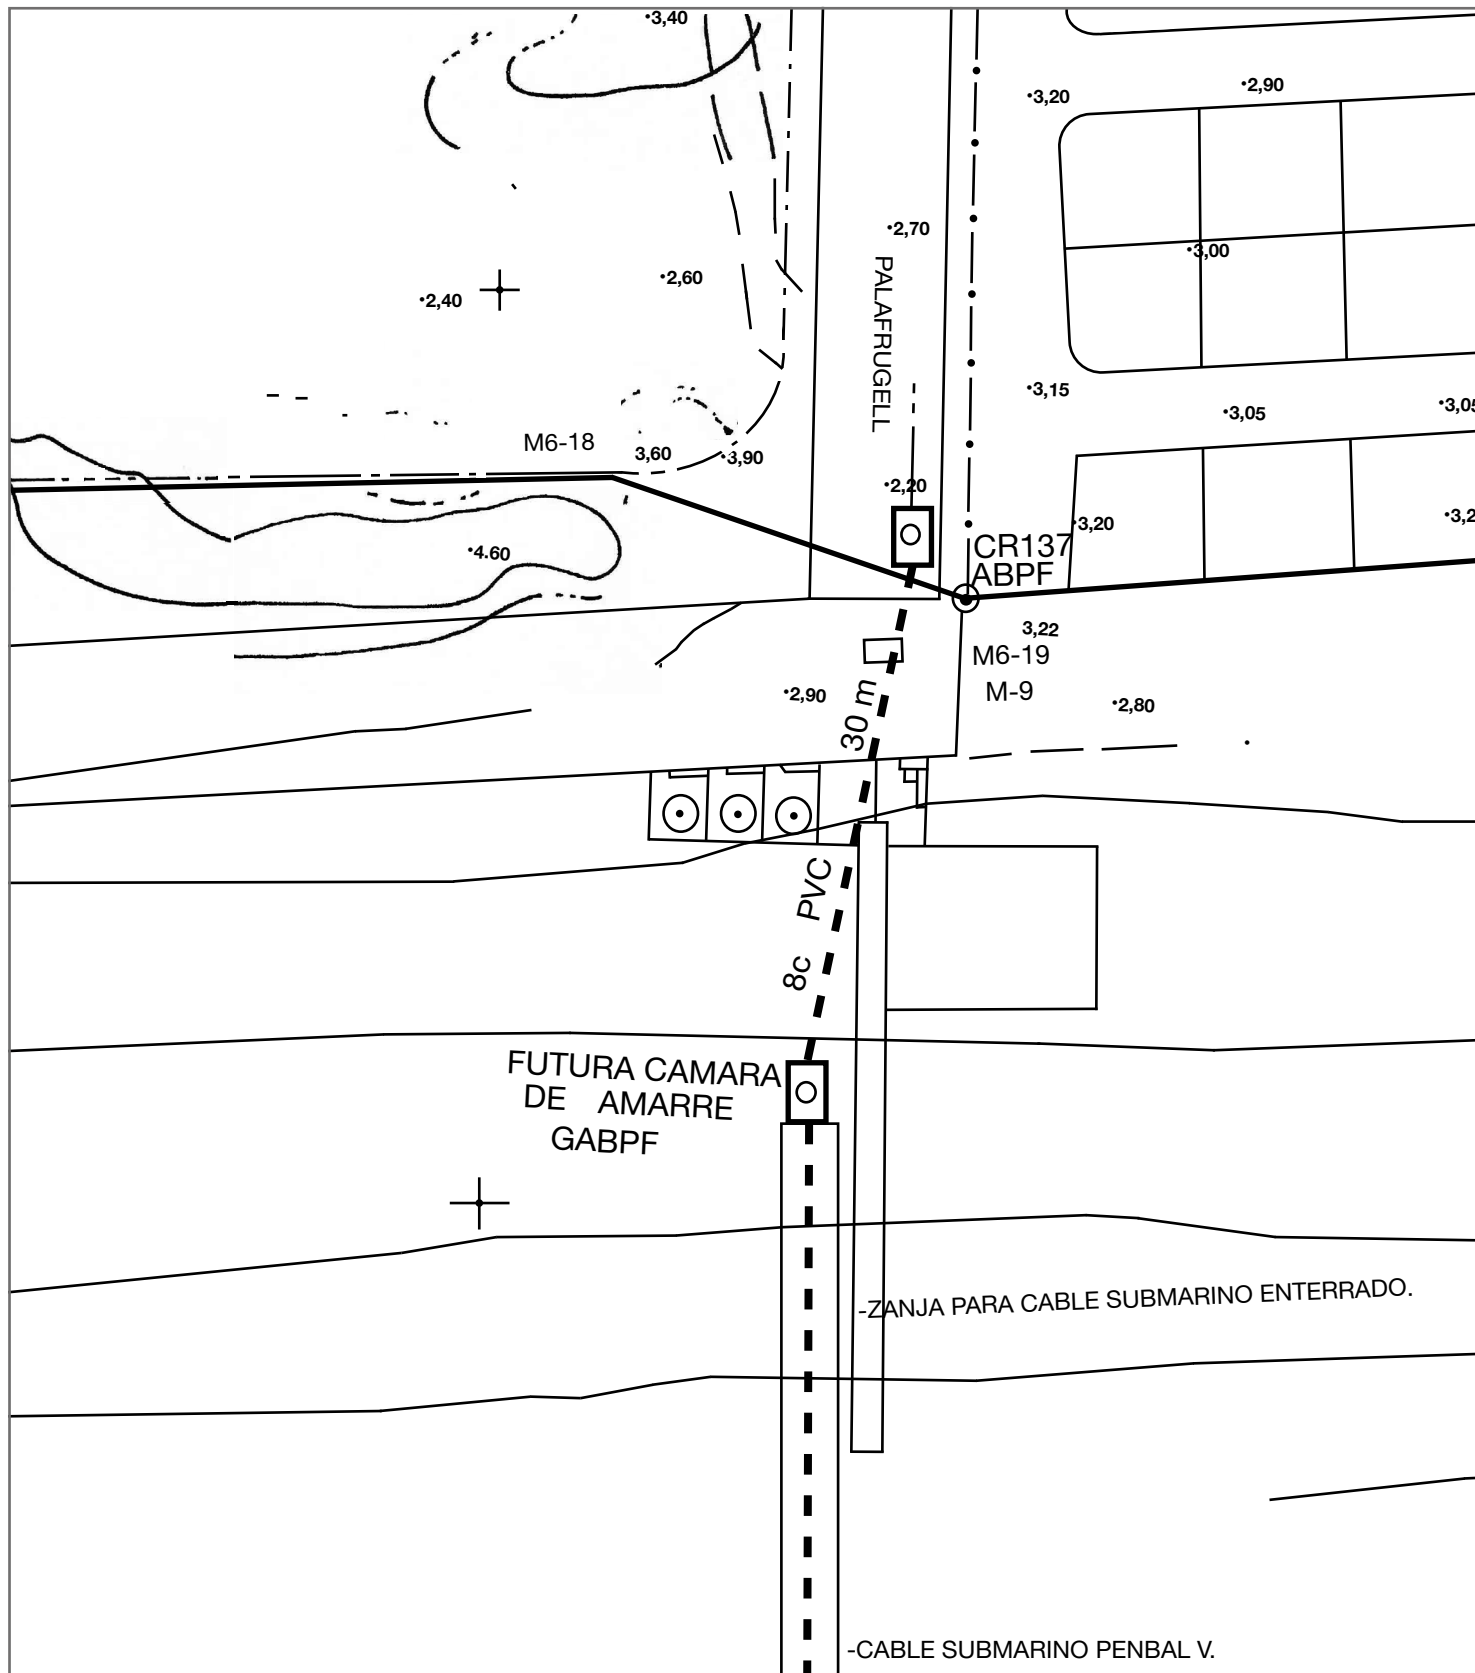 3,40
3,20
2,90
2,70
3,00
2,60
2,40
PALAFRUGELL
3,15
3,05
3,05
M6-18
3,60
3,90
2,20
3,20
3,2
4.60
CR137
ABPF
3,22
M6-19
M-9
2,90
2,80
30 m
PVC
8c
FUTURA CAMARA
DE AMARRE
GABPF
-ZANJA PARA CABLE SUBMARINO ENTERRADO.
-CABLE SUBMARINO PENBAL V.